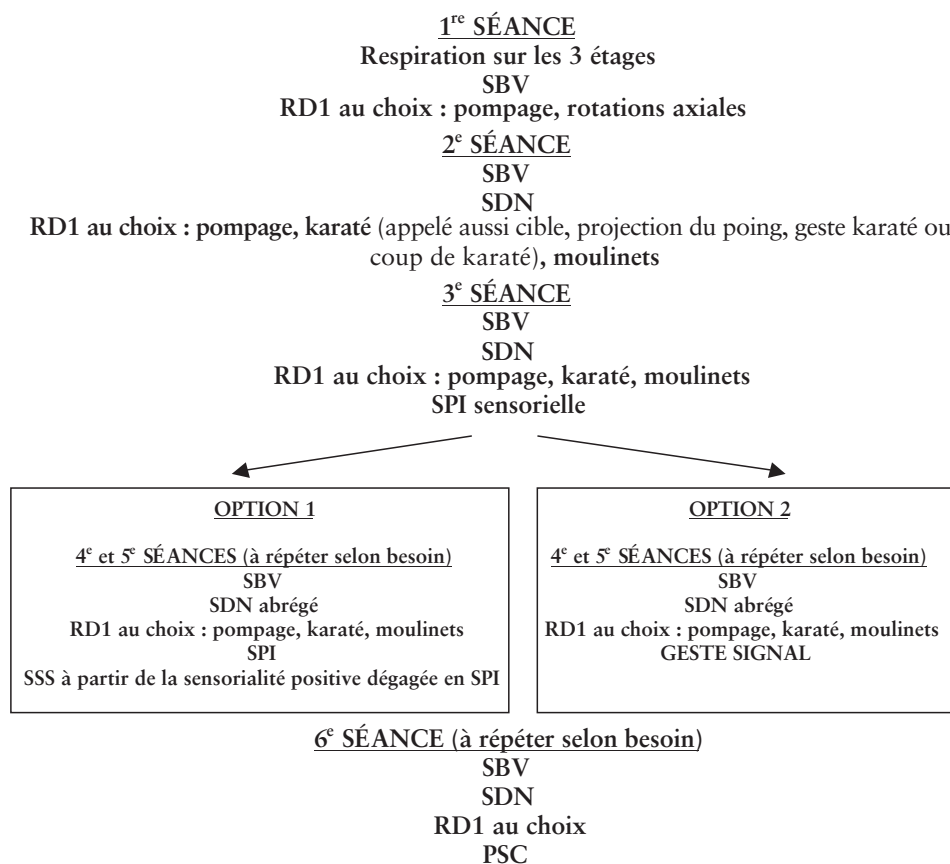 1re SÉANCE
Respiration sur les 3 étages
SBV
RD1 au choix : pompage, rotations axiales
2e SÉANCE
SBV
SDN
RD1 au choix : pompage, karaté (appelé aussi cible, projection du poing, geste karaté ou
coup de karaté), moulinets
3e SÉANCE
SBV
SDN
RD1 au choix : pompage, karaté, moulinets
SPI sensorielle
OPTION 1
4e et 5e SÉANCES (à répéter selon besoin)
SBV
SDN abrégé
RD1 au choix : pompage, karaté, moulinets
SPI
SSS à partir de la sensorialité positive dégagée en SPI
OPTION 2
4e et 5e SÉANCES (à répéter selon besoin)
SBV
SDN abrégé
RD1 au choix : pompage, karaté, moulinets
GESTE SIGNAL
6e SÉANCE (à répéter selon besoin)
SBV
SDN
RD1 au choix
PSC